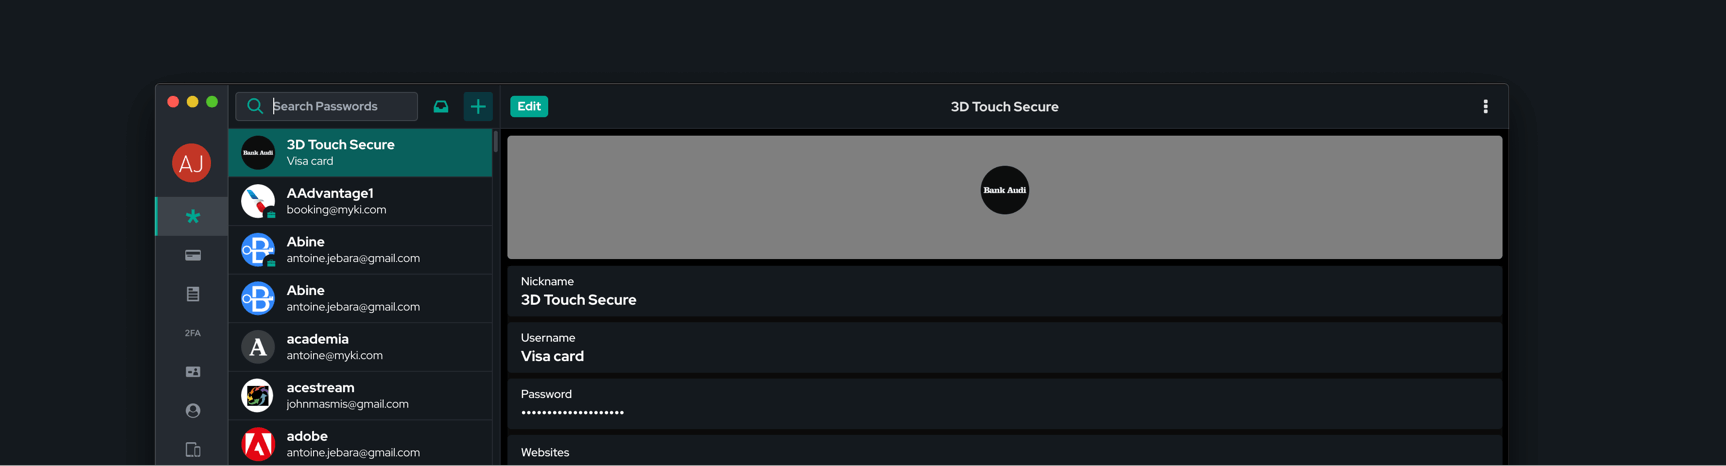 Search Passwords
AJ
2FA
Bank Audi
3D Touch Secure
Visa card
AAdvantage1
booking@myki.com
Abine
antoine.jebara@gmail.com
Abine
antoine.jebara@gmail.com
A
academia
antoine@myki.com
acestream
johnmasmis@gmail.com
adobe
antoine.jebara@gmail.com
Edit
3D Touch Secure
Bank Audi
Nickname
3D Touch Secure
Username
Visa card
Password
••••••••••••••••••••
Websites